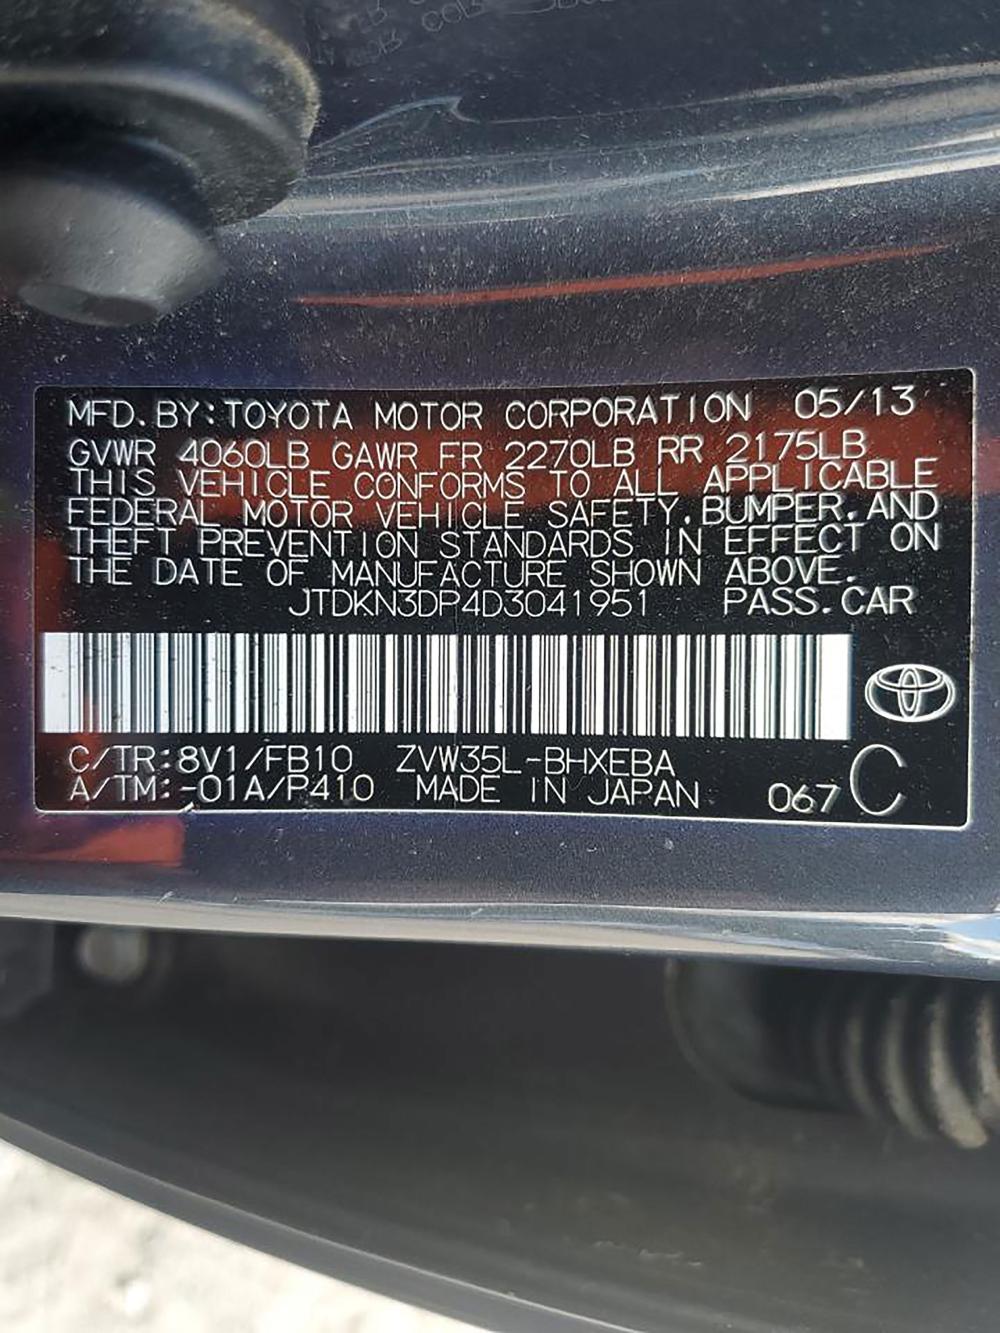 MFD. BY: TOYOTA MOTOR CORPORATION 05/13
GVWR 4060LB GAWR FR 2270LB RR 2175LB
THIS VEHICLE CONFORMS TO ALL APPLICABLE
FEDERAL MOTOR VEHICLE SAFETY, BUMPER, AND
THEFT PREVENTION STANDARDS IN EFFECT ON
THE DATE OF MANUFACTURE SHOWN ABOVE.
JTDKN3DP4D3041951 PASS. CAR
C/TR: 8V1/FB10 ZVW35L-BHXEBA
A/TM: -01A/P410 MADE IN JAPAN 067 C